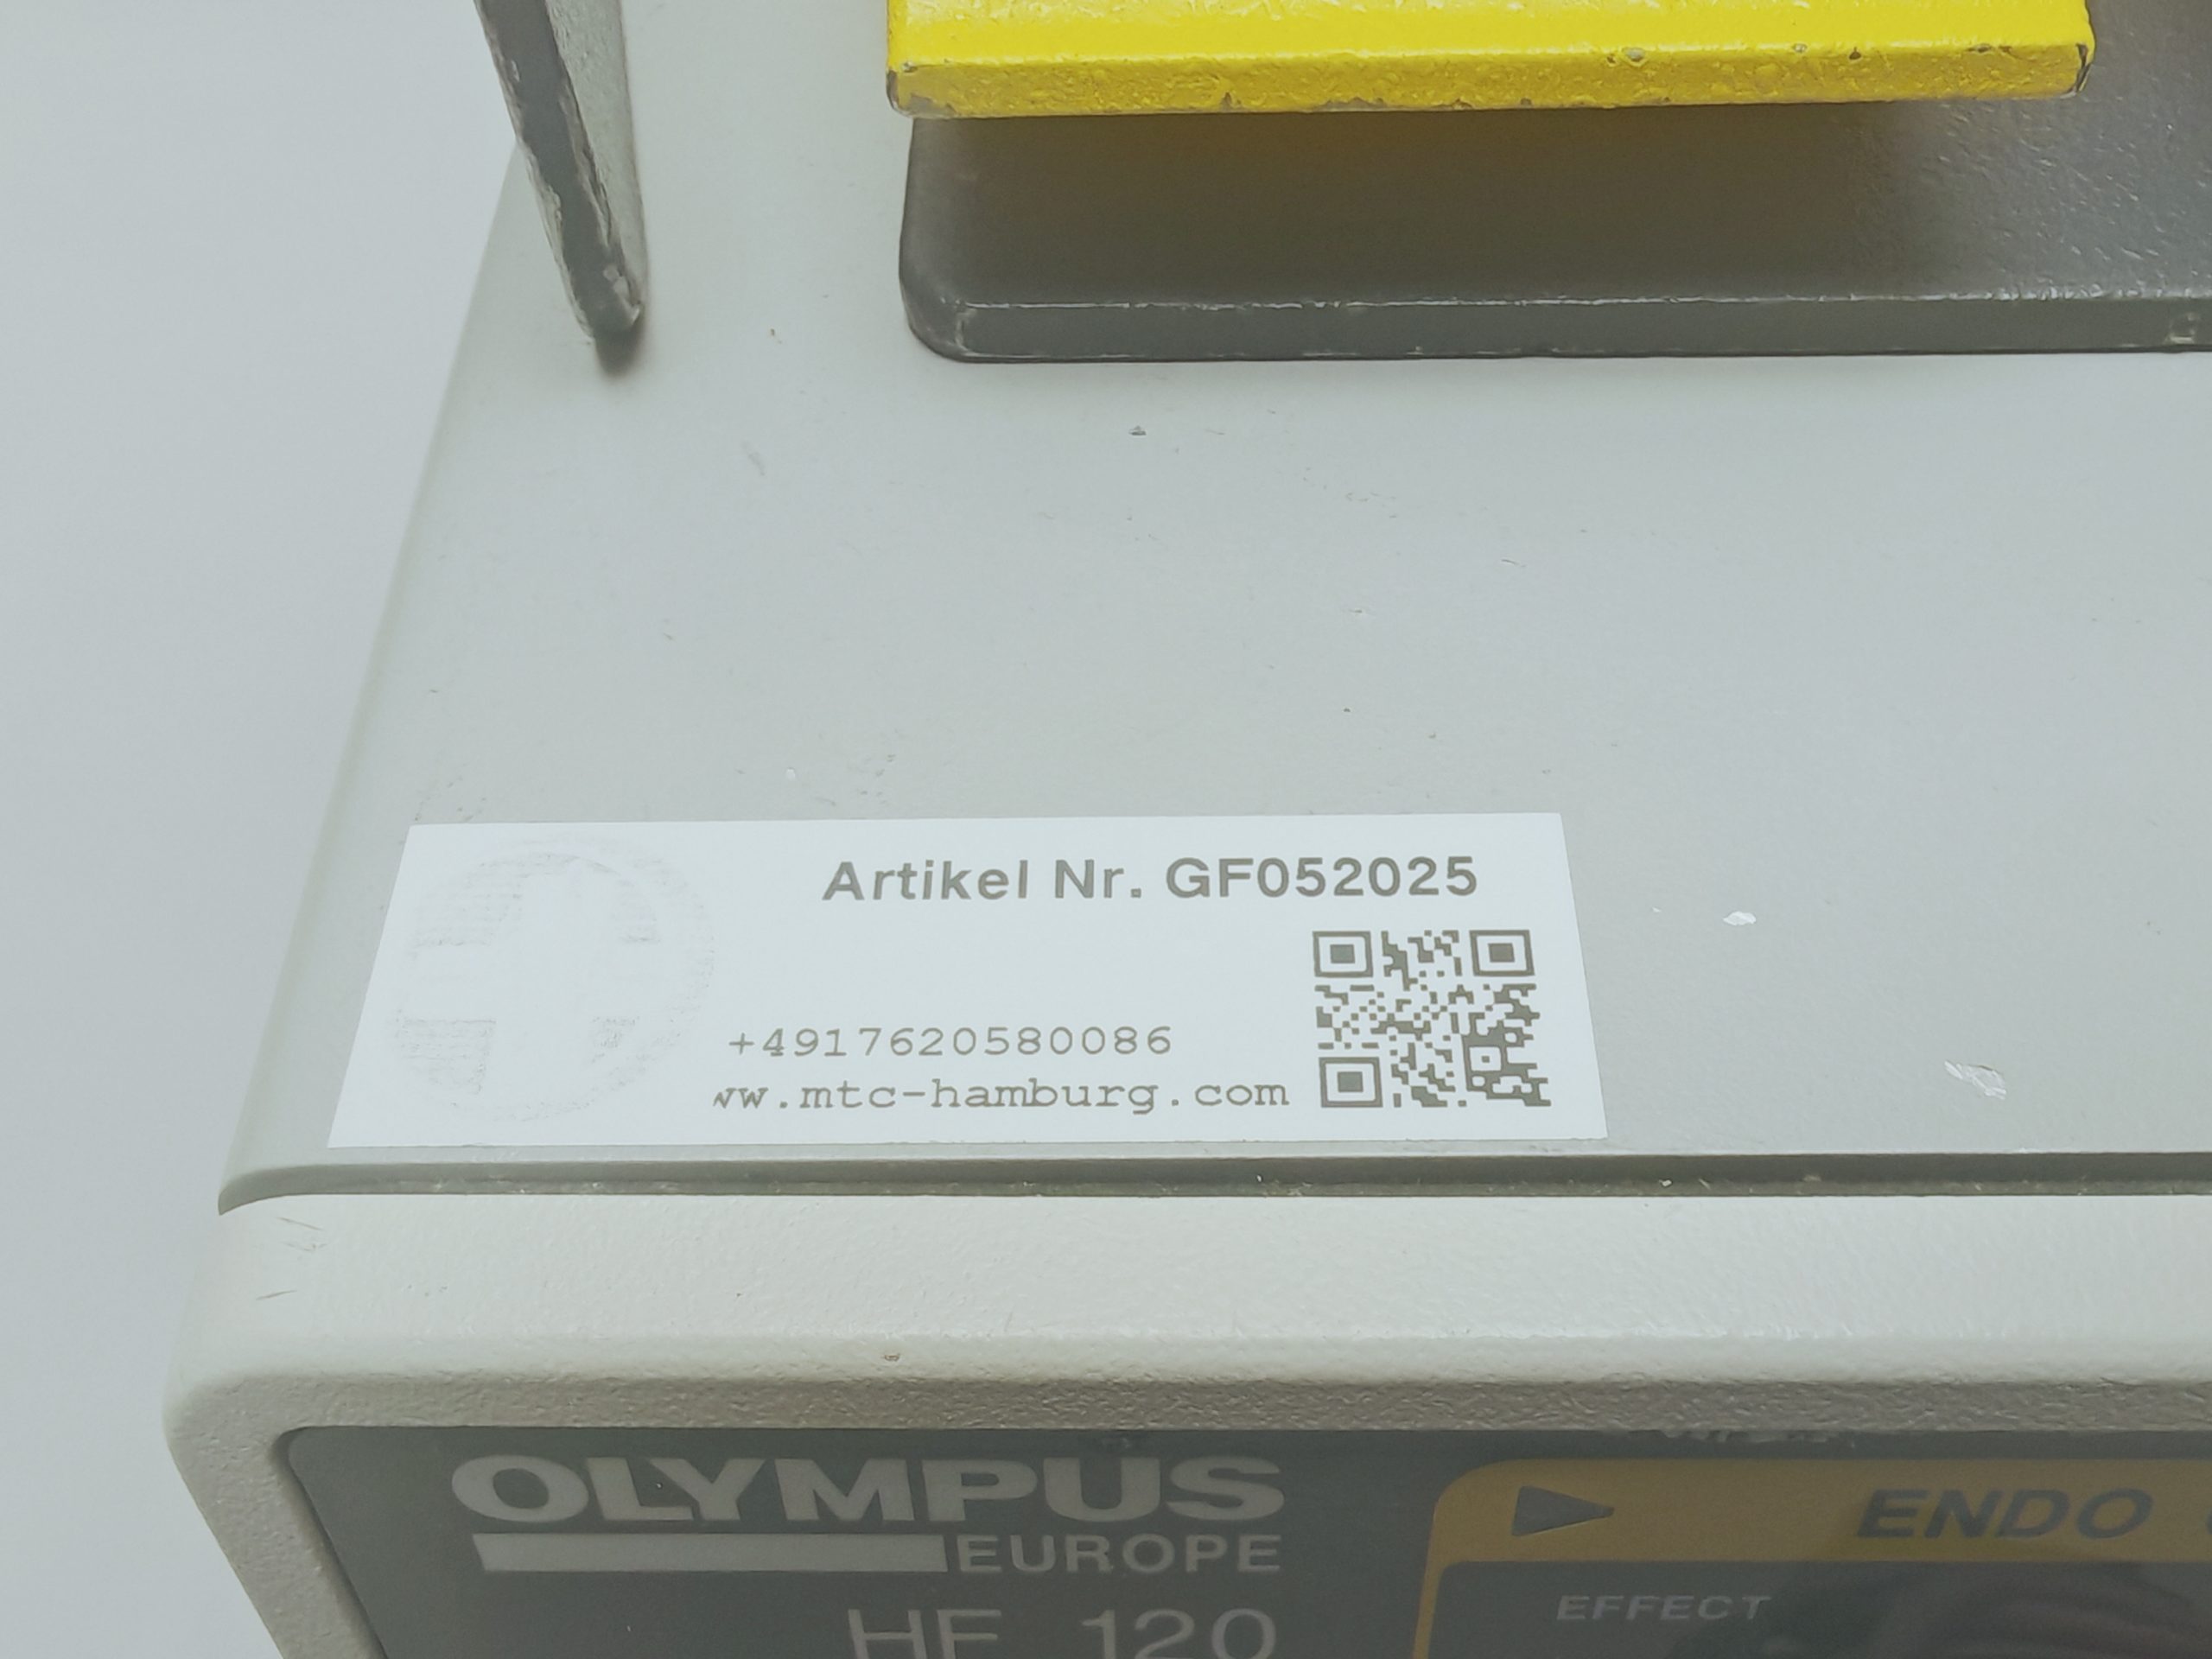 Artikel Nr. GF052025
+4917620580086
ww.mtc-hamburg.com
OLYMPUS
EUROPE
HF 120
ENDO
EFFECT